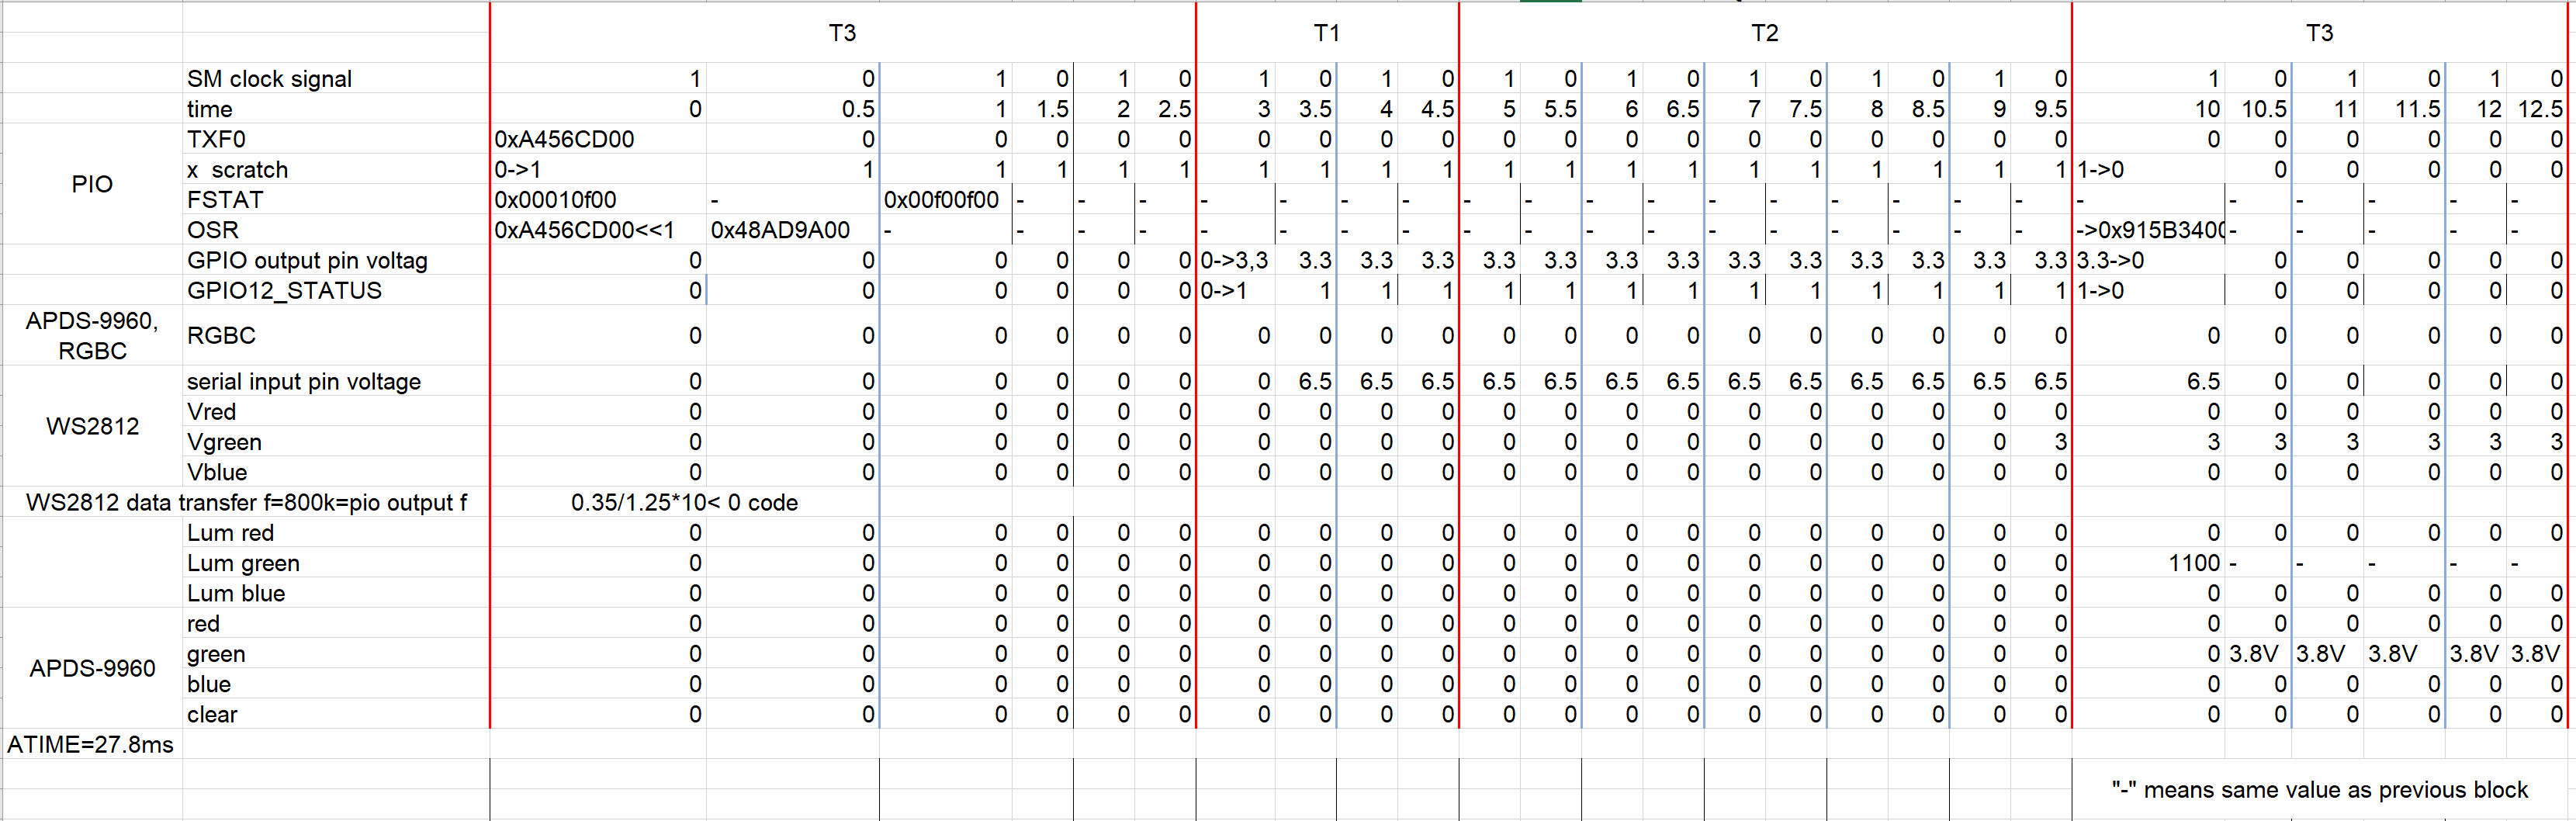 T3 T1 T2 T3
SM clock signal 1 0 1 0 1 0 1 0 1 0 1 0 1 0 1 0 1 0 1 0 1 0 1 0 1 0
time 0 0.5 1 1.5 2 2.5 3 3.5 4 4.5 5 5.5 6 6.5 7 7.5 8 8.5 9 9.5 10 10.5 11 11.5 12 12.5
TXF0 0xA456CD00 0 0 0 0 0 0 0 0 0 0 0 0 0 0 0 0 0 0 0 0 0 0 0 0 0
PIO x scratch 0->1 1 1 1 1 1 1 1 1 1 1 1 1 1 1 1 1 1 1 1 1->0 0 0 0 0 0
FSTAT 0x00010f00 - 0x00f00f00 - - - - - - - - - - - - - - - - - - - - - - -
OSR 0xA456CD00<<1 0x48AD9A00 - - - - - - - - - - - - - - - - - - ->0x915B3400 - - - - -
GPIO output pin voltag 0 0 0 0 0 0 0->3,3 3.3 3.3 3.3 3.3 3.3 3.3 3.3 3.3 3.3 3.3 3.3 3.3 3.3 3.3->0 0 0 0 0 0
GPIO12_STATUS 0 0 0 0 0 0 0->1 1 1 1 1 1 1 1 1 1 1 1 1 1 1->0 0 0 0 0 0
APDS-9960,
RGBC RGBC 0 0 0 0 0 0 0 0 0 0 0 0 0 0 0 0 0 0 0 0 0 0 0 0 0 0
serial input pin voltage 0 0 0 0 0 0 0 6.5 6.5 6.5 6.5 6.5 6.5 6.5 6.5 6.5 6.5 6.5 6.5 6.5 6.5 0 0 0 0 0
WS2812 Vred 0 0 0 0 0 0 0 0 0 0 0 0 0 0 0 0 0 0 0 0 0 0 0 0 0 0
Vgreen 0 0 0 0 0 0 0 0 0 0 0 0 0 0 0 0 0 0 0 3 3 3 3 3 3 3
Vblue 0 0 0 0 0 0 0 0 0 0 0 0 0 0 0 0 0 0 0 0 0 0 0 0 0 0
WS2812 data transfer f=800k=pio output f 0.35/1.25*10< 0 code
Lum red 0 0 0 0 0 0 0 0 0 0 0 0 0 0 0 0 0 0 0 0 0 0 0 0 0 0
Lum green 0 0 0 0 0 0 0 0 0 0 0 0 0 0 0 0 0 0 0 0 1100 - - - - -
Lum blue 0 0 0 0 0 0 0 0 0 0 0 0 0 0 0 0 0 0 0 0 0 0 0 0 0 0
red 0 0 0 0 0 0 0 0 0 0 0 0 0 0 0 0 0 0 0 0 0 0 0 0 0 0
APDS-9960 green 0 0 0 0 0 0 0 0 0 0 0 0 0 0 0 0 0 0 0 0 0 3.8V 3.8V 3.8V 3.8V 3.8V
blue 0 0 0 0 0 0 0 0 0 0 0 0 0 0 0 0 0 0 0 0 0 0 0 0 0 0
clear 0 0 0 0 0 0 0 0 0 0 0 0 0 0 0 0 0 0 0 0 0 0 0 0 0 0
ATIME=27.8ms
"-" means same value as previous block